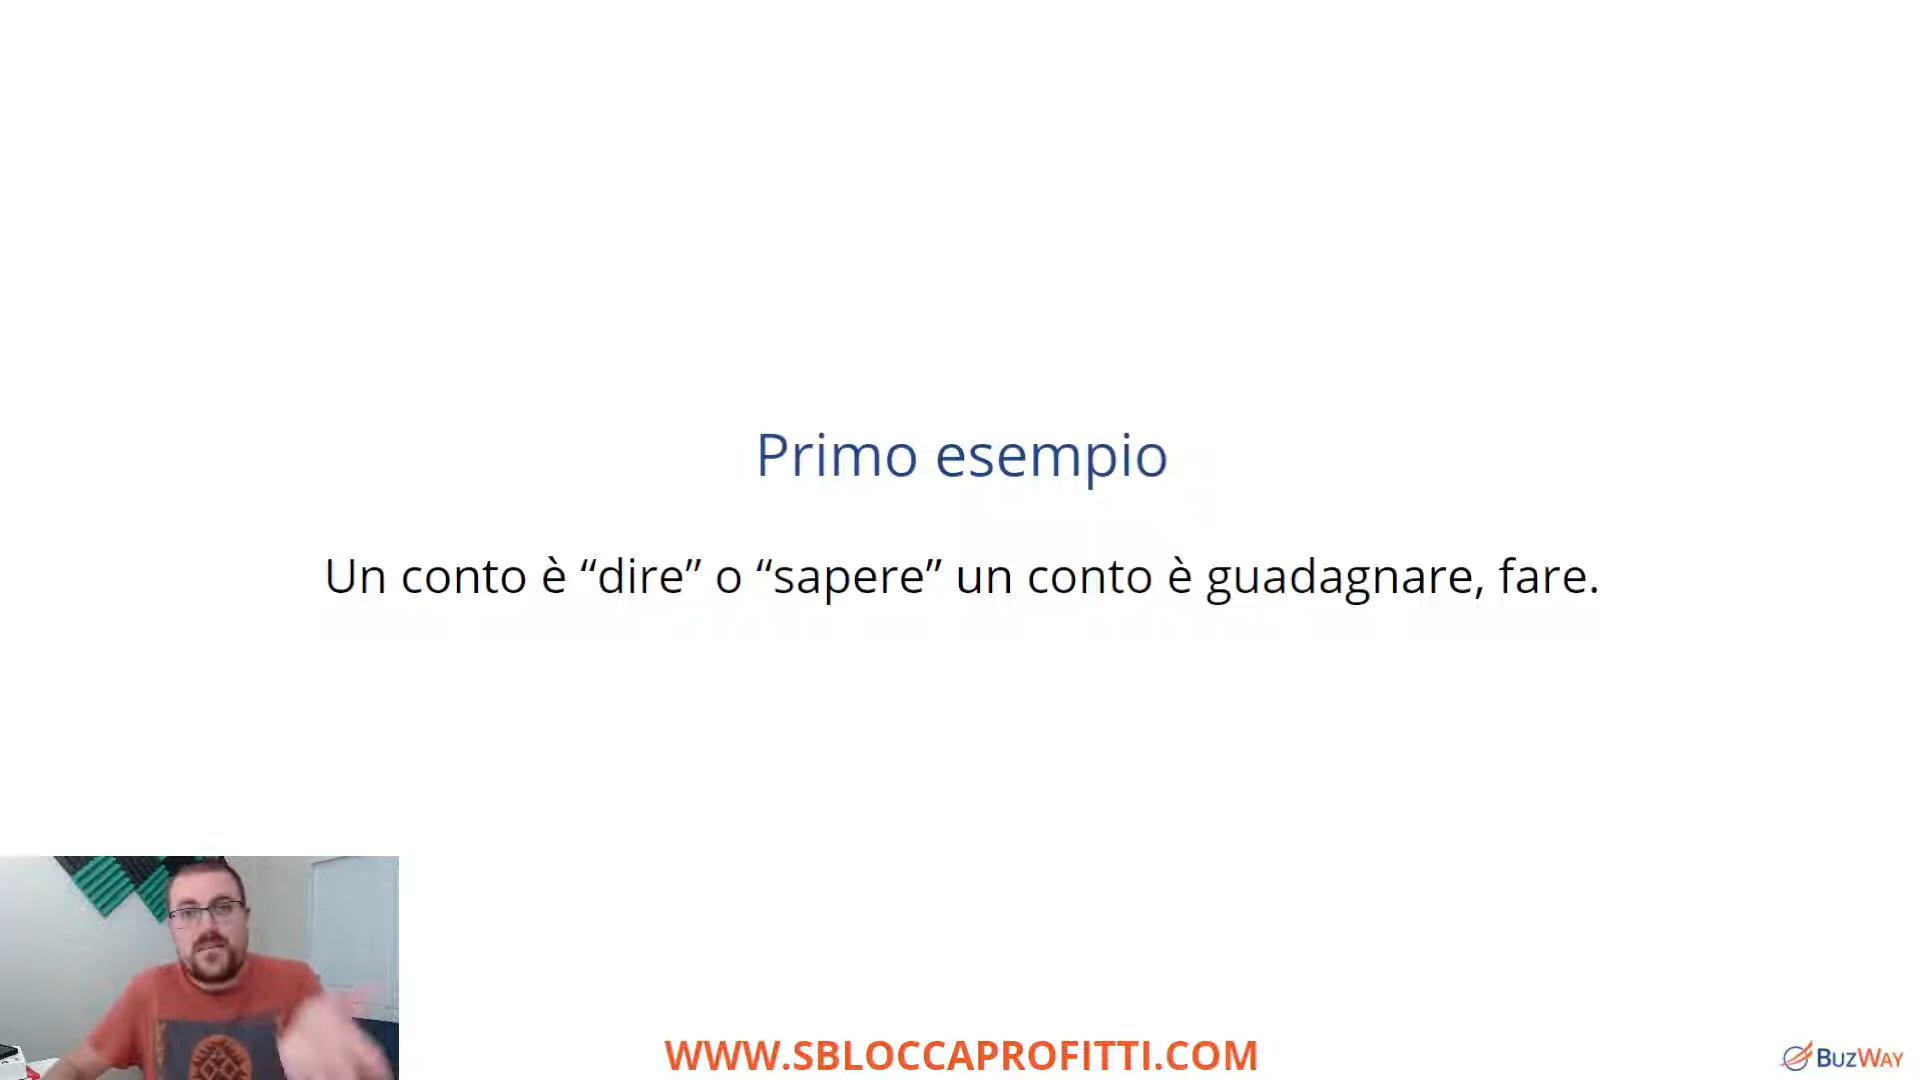 Primo esempio
Un conto è “dire” o “sapere” un conto è guadagnare, fare.
WWW.SBLOCCAPROFITTI.COM
BUZWAY